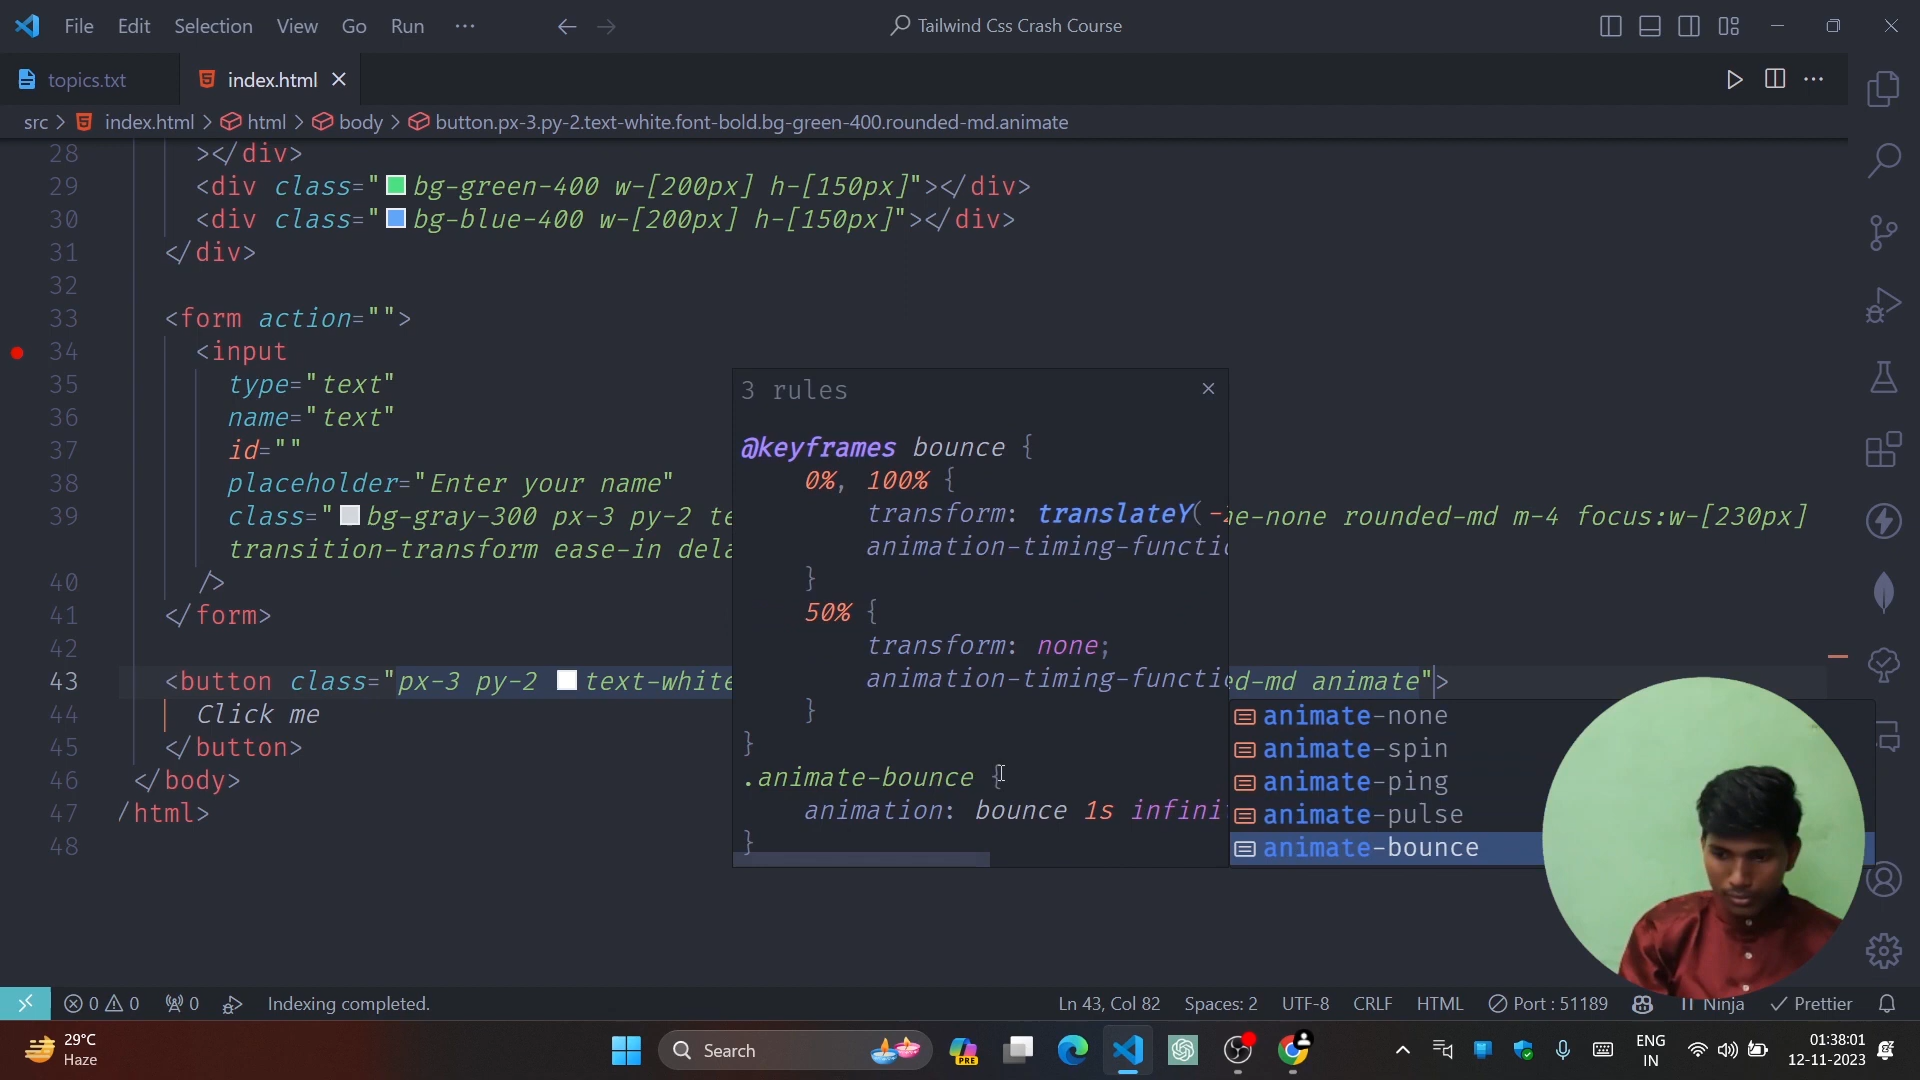 File Edit Selection View Go Run ··· Tailwind Css Crash Course
topics.txt index.html
src > index.html > html > body > button.px-3.py-2.text-white.font-bold.bg-green-400.rounded-md.animate
28 ></div>
29 <div class="bg-green-400 w-[200px] h-[150px]"></div>
30 <div class="bg-blue-400 w-[200px] h-[150px]"></div>
31 </div>
32
33 <form action="">
34 <input
35 type="text"
36 name="text"
37 id=""
38 placeholder="Enter your name"
39 class="bg-gray-300 px-3 py-2 te ne-none rounded-md m-4 focus:w-[230px]
transition-transform ease-in dela
40 />
41 </form>
42
43 <button class="px-3 py-2 text-white d-md animate">
44 Click me
45 </button>
46 </body>
47 /html>
48
3 rules
@keyframes bounce {
0%, 100% {
transform: translateY(-
animation-timing-functio
}
50% {
transform: none;
animation-timing-functio
}
}
.animate-bounce {
animation: bounce 1s infini
}
animate-none
animate-spin
animate-ping
animate-pulse
animate-bounce
0 0 0 Indexing completed. Ln 43, Col 82 Spaces: 2 UTF-8 CRLF HTML Port : 51189 Ninja Prettier
29°C
Haze
Search
PRE
ENG
IN
01:38:01
12-11-2023